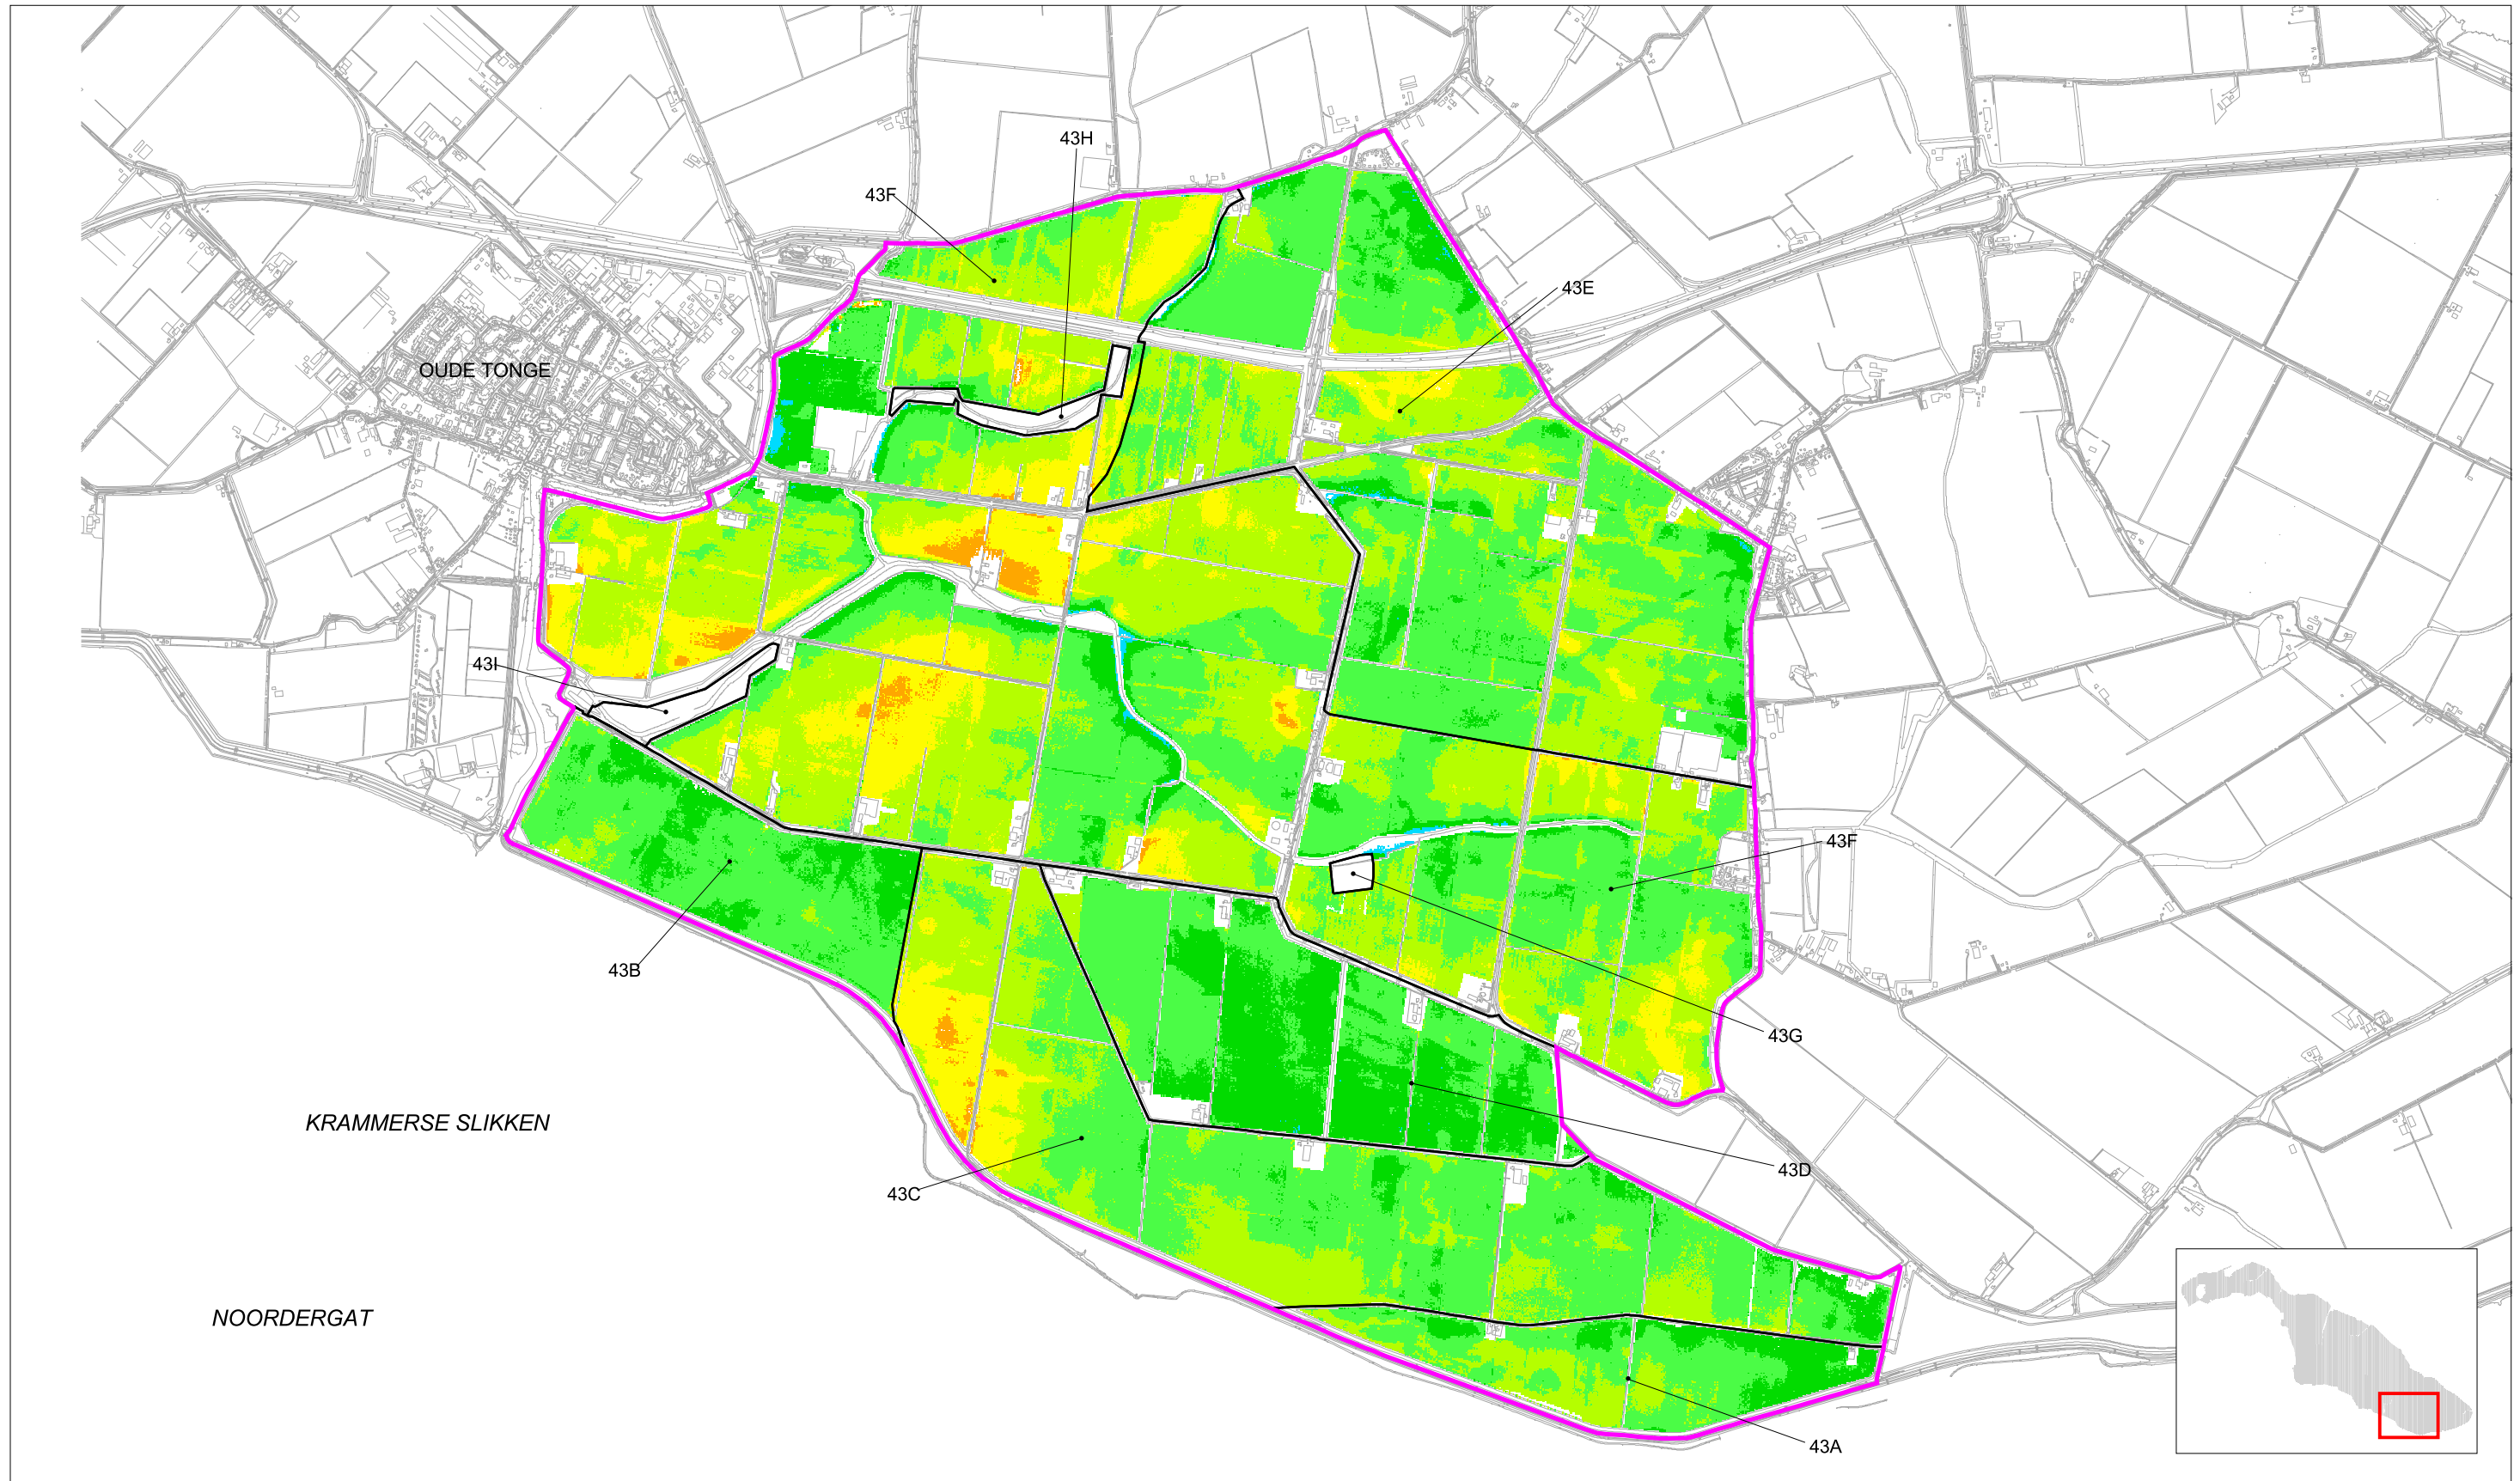 43H
43F
43E
OUDE TONGE
43I
43F
43B
43G
KRAMMERSE SLIKKEN
43D
43C
NOORDERGAT
43A